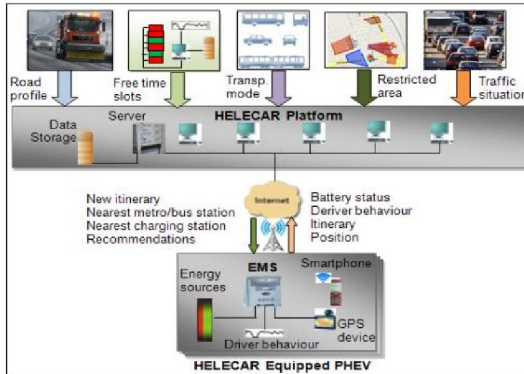 Road profile
Free time slots
Transp. mode
Restricted area
Traffic situation
HELECAR Platform
Data Storage
Server
Internet
New itinerary
Nearest metro/bus station
Nearest charging station
Recommendations
Battery status
Deriver behaviour
Itinerary
Position
EMS
Smartphone
Energy sources
GPS device
Driver behaviour
HELECAR Equipped PHEV